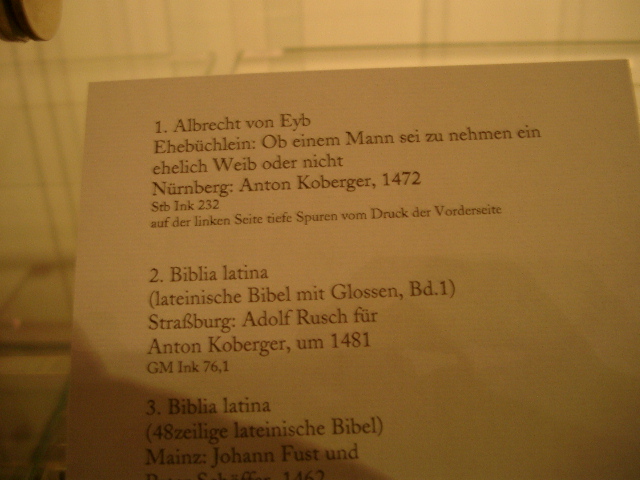 1. Albrecht von Eyb
Ehebüchlein: Ob einem Mann sei zu nehmen ein
ehelich Weib oder nicht
Nürnberg: Anton Koberger, 1472
Stb Ink 232
auf der linken Seite tiefe Spuren vom Druck der Vorderseite
2. Biblia latina
(lateinische Bibel mit Glossen, Bd.1)
Straßburg: Adolf Rusch für
Anton Koberger, um 1481
GM Ink 76,1
3. Biblia latina
(48zeilige lateinische Bibel)
Mainz: Johann Fust und
Peter Schöffer, 1462